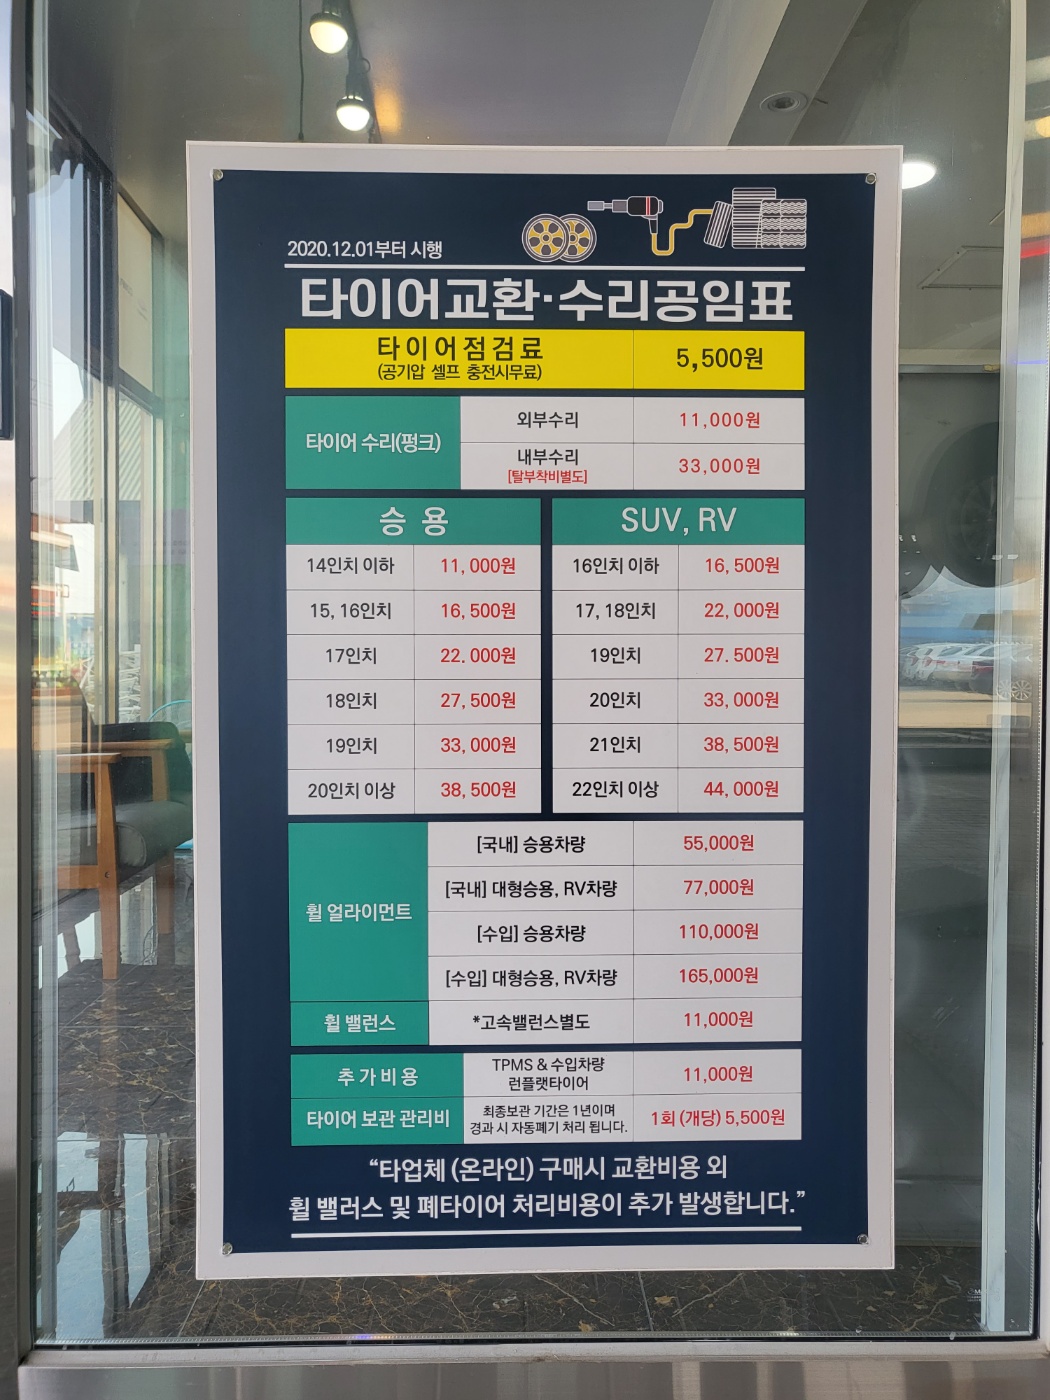 2020.12.01부터 시행
타이어교환·수리공임표
타이어점검료 5,500원
(공기압 셀프 충전시무료)
타이어 수리(펑크)
외부수리 11,000원
내부수리 33,000원
[탈부착비별도]
승 용
14인치 이하 11,000원
15, 16인치 16,500원
17인치 22.000원
18인치 27,500원
19인치 33,000원
20인치 이상 38,500원
SUV, RV
16인치 이하 16,500원
17, 18인치 22,000원
19인치 27.500원
20인치 33,000원
21인치 38,500원
22인치 이상 44,000원
휠 얼라이먼트
[국내] 승용차량 55,000원
[국내] 대형승용, RV차량 77,000원
[수입] 승용차량 110,000원
[수입] 대형승용, RV차량 165,000원
휠 밸런스 *고속밸런스별도 11,000원
추가비용
TPMS & 수입차량
런플랫타이어
11,000원
타이어 보관 관리비
최종보관 기간은 1년이며
경과 시 자동폐기 처리 됩니다.
1회 (개당) 5,500원
“타업체 (온라인) 구매시 교환비용 외
휠 밸러스 및 폐타이어 처리비용이 추가 발생합니다.”